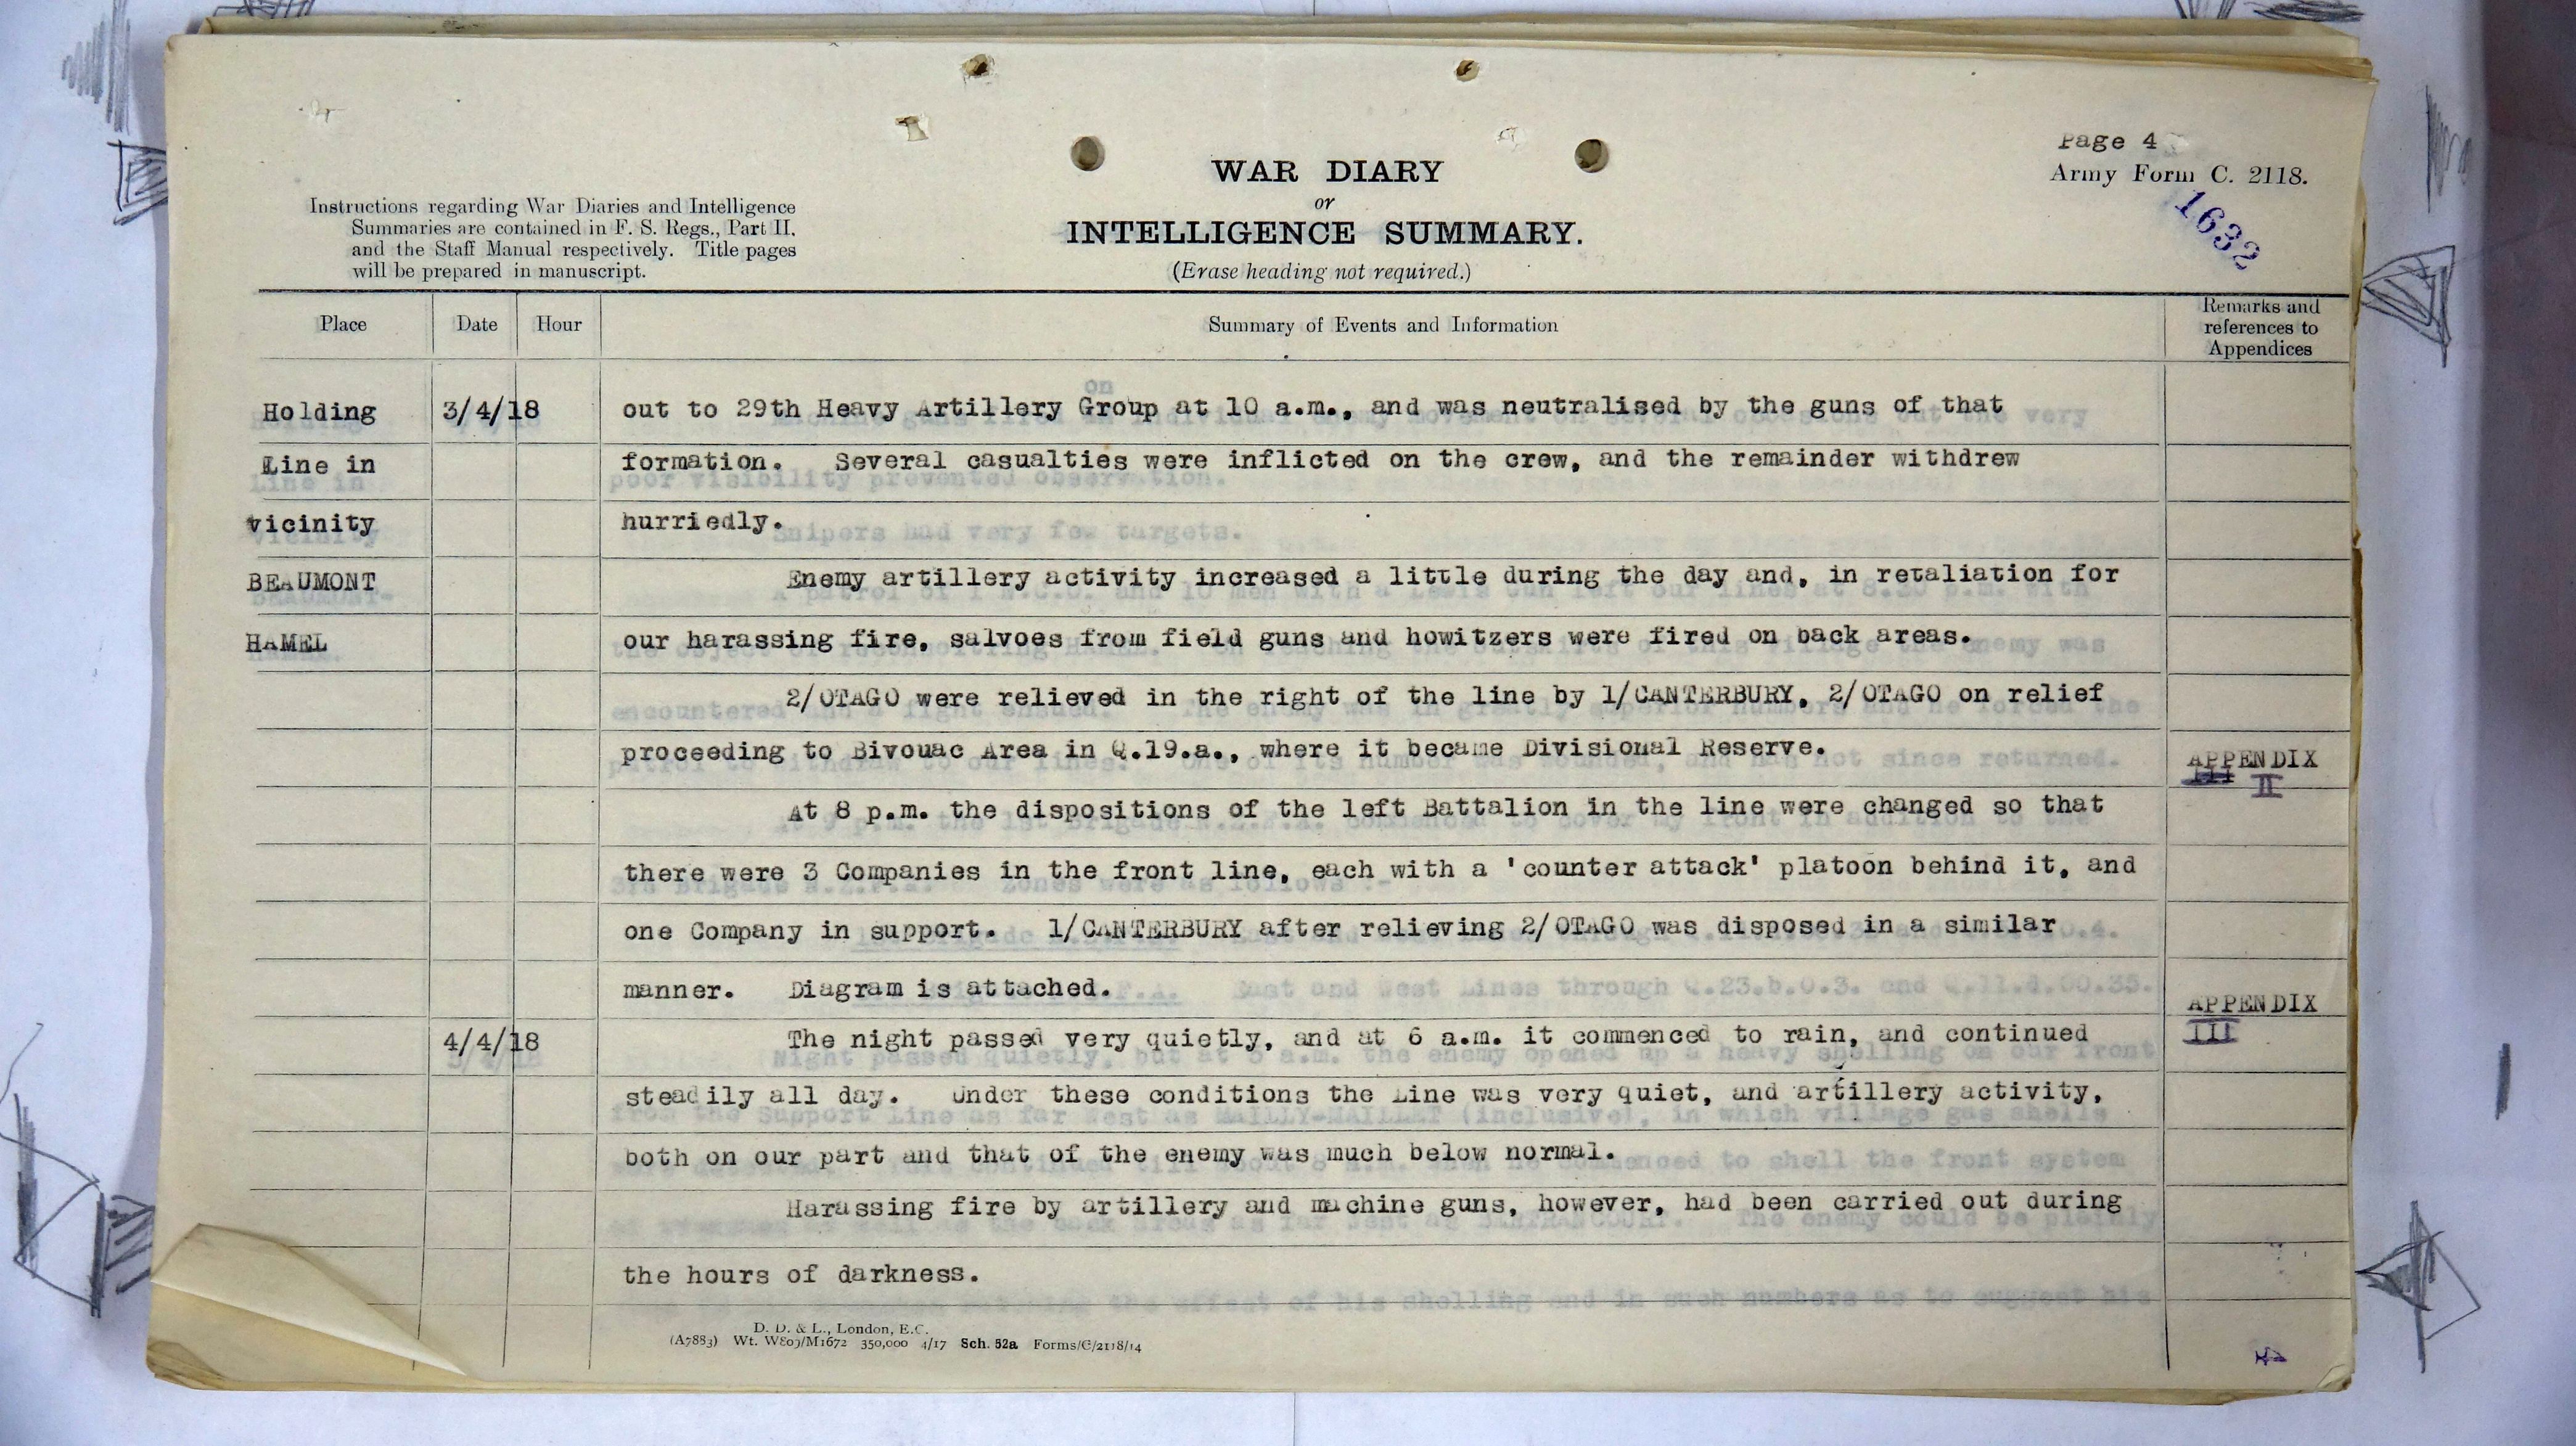 Page 4
Army Form C. 2118.
1632
WAR DIARY
or
INTELLIGENCE SUMMARY.
(Erase heading not required.)
Instructions regarding War Diaries and Intelligence
Summaries are contained in F. S. Regs., Part II.
and the Staff Manual respectively. Title pages
will be prepared in manuscript.
Place Date Hour Summary of Events and Information Remarks and references to Appendices
on
Holding 3/4/18 out to 29th Heavy Artillery Group at 10 a.m., and was neutralised by the guns of that
Line in formation. Several casualties were inflicted on the crew, and the remainder withdrew
vicinity hurriedly.
BEAUMONT Enemy artillery activity increased a little during the day and, in retaliation for
HAMEL our harassing fire, salvoes from field guns and howitzers were fired on back areas.
2/OTAGO were relieved in the right of the line by 1/CANTERBURY, 2/OTAGO on relief
proceeding to Bivouac Area in Q.19.a., where it became Divisional Reserve. APPENDIX
III II
At 8 p.m. the dispositions of the left Battalion in the line were changed so that
there were 3 Companies in the front line, each with a 'counter attack' platoon behind it, and
one Company in support. 1/CANTERBURY after relieving 2/OTAGO was disposed in a similar
manner. Diagram is attached. APPENDIX
III
4/4/18 The night passed very quietly, and at 6 a.m. it commenced to rain, and continued
steadily all day. Under these conditions the Line was very quiet, and artillery activity,
both on our part and that of the enemy was much below normal.
Harassing fire by artillery and machine guns, however, had been carried out during
the hours of darkness.
D. D. & L., London, E.C.
(A7883) Wt. W809/M1672 350,000 4/17 Sch. 52a Forms/C/2118/14